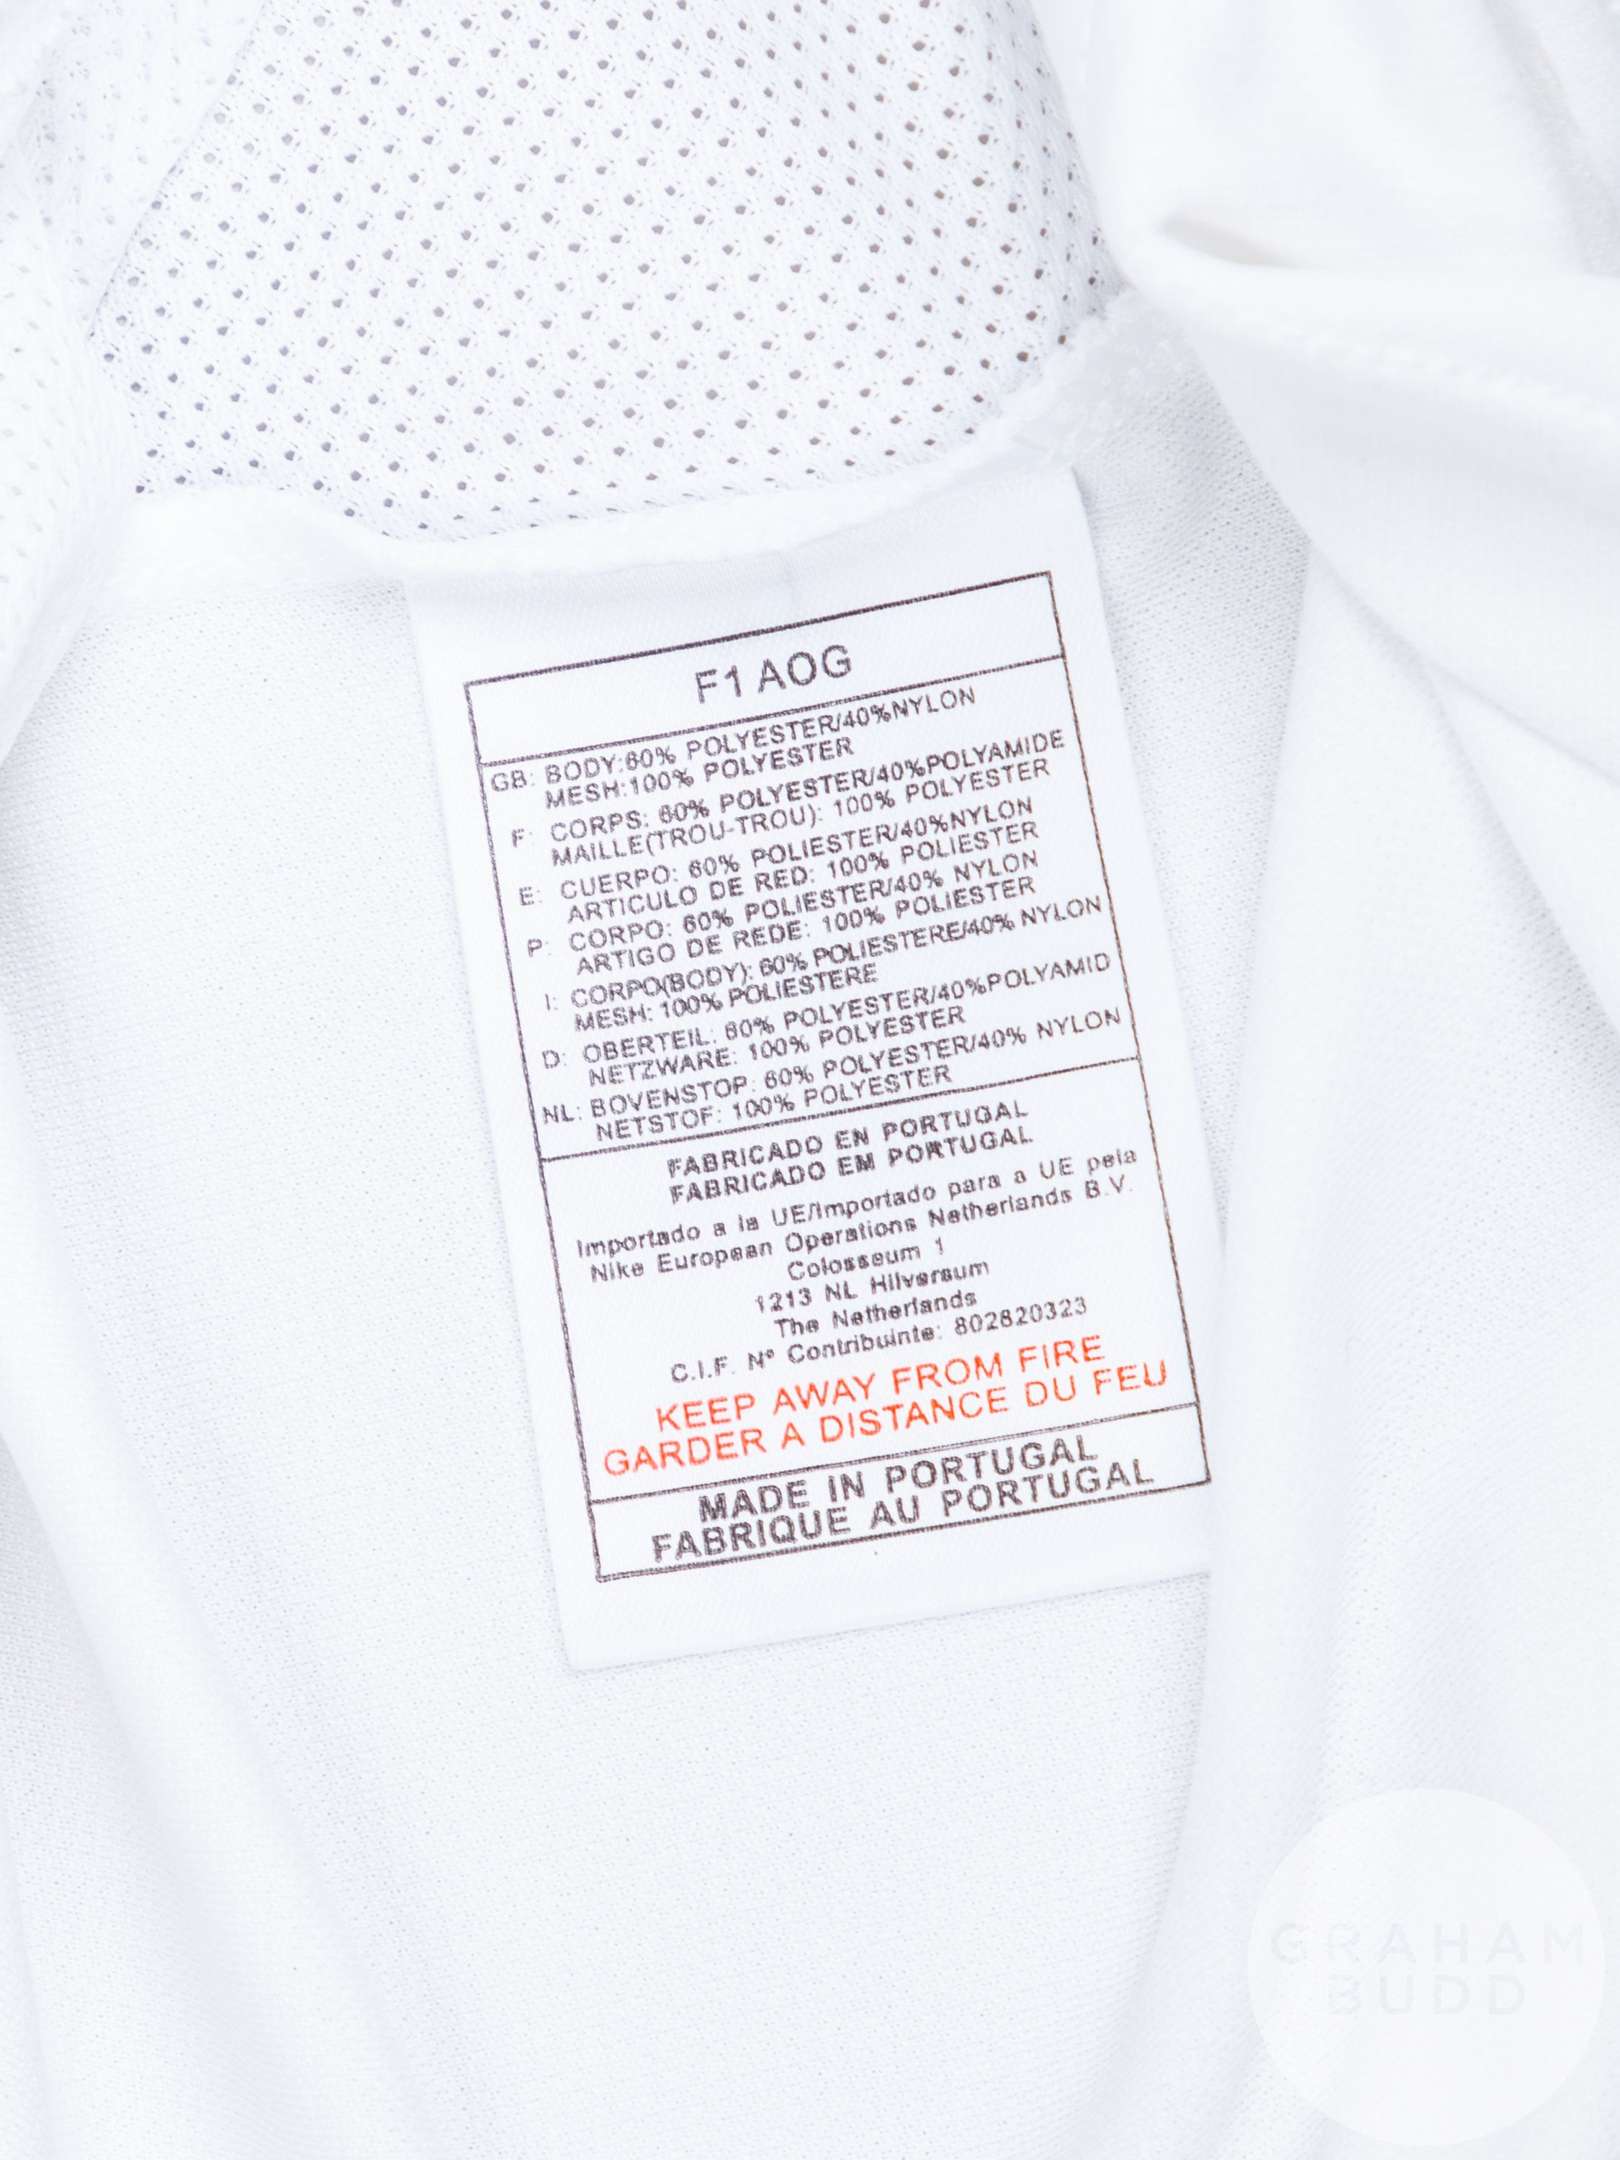 F1 AOG
GB: BODY:60% POLYESTER/40%NYLON
MESH:100% POLYESTER
F: CORPS: 60% POLYESTER/40%POLYAMIDE
MAILLE(TROU-TROU): 100% POLYESTER
E: CUERPO: 60% POLIESTER/40%NYLON
ARTICULO DE RED: 100% POLIESTER
P: CORPO: 60% POLIESTER/40% NYLON
ARTIGO DE REDE: 100% POLIESTER
I: CORPO(BODY): 60% POLIESTERE/40% NYLON
MESH: 100% POLIESTERE
D: OBERTEIL: 60% POLYESTER/40%POLYAMID
NETZWARE: 100% POLYESTER
NL: BOVENSTOP: 60% POLYESTER/40% NYLON
NETSTOF: 100% POLYESTER
FABRICADO EN PORTUGAL
FABRICADO EM PORTUGAL
Importado a la UE/Importado para a UE pela
Nike European Operations Netherlands B.V.
Colosseum 1
1213 NL Hilversum
The Netherlands
C.I.F. Nº Contribuinte: 802820323
KEEP AWAY FROM FIRE
GARDER A DISTANCE DU FEU
MADE IN PORTUGAL
FABRIQUE AU PORTUGAL
GRAHAM
BUDD